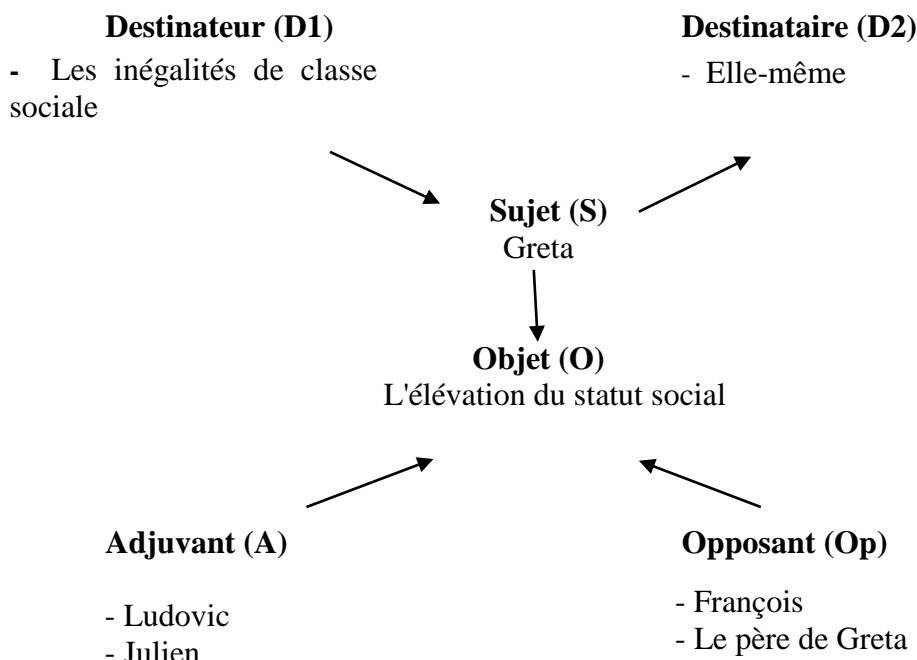 Destinateur (D1)
- Les inégalités de classe
sociale
Destinataire (D2)
- Elle-même
Sujet (S)
Greta
Objet (O)
L'élévation du statut social
Adjuvant (A)
- Ludovic
- Julien
Opposant (Op)
- François
- Le père de Greta